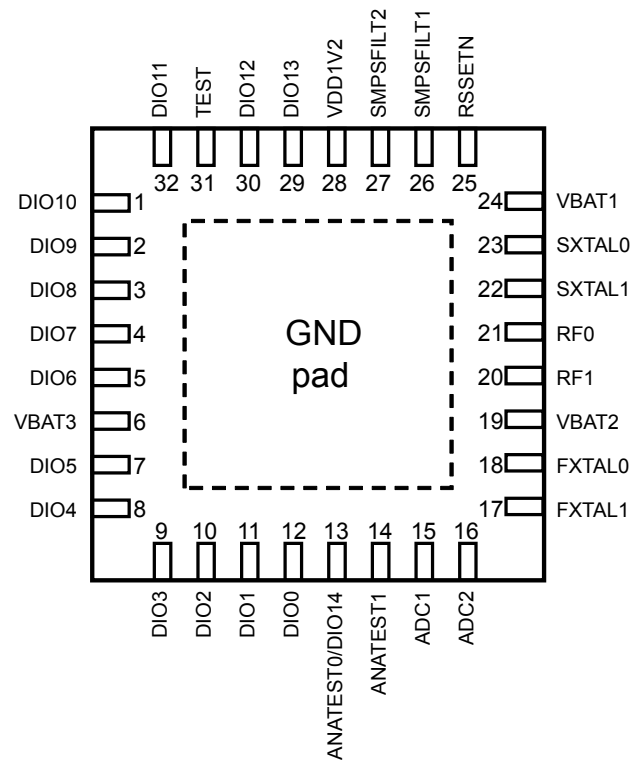 DIO11
TEST
DIO12
DIO13
VDD1V2
SMPSFILT2
SMPSFILT1
RSSETN
32 31 30 29 28 27 26 25
DIO10 1
DIO9 2
DIO8 3
DIO7 4
DIO6 5
VBAT3 6
DIO5 7
DIO4 8
GND
pad
24 VBAT1
23 SXTAL0
22 SXTAL1
21 RF0
20 RF1
19 VBAT2
18 FXTAL0
17 FXTAL1
9 10 11 12 13 14 15 16
DIO3
DIO2
DIO1
DIO0
ANATEST0/DIO14
ANATEST1
ADC1
ADC2